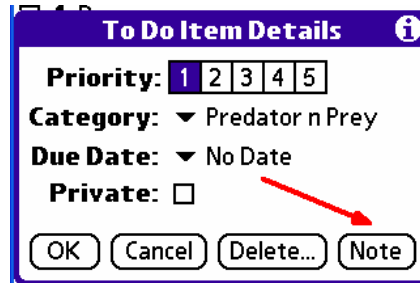 To Do Item Details
Priority: 1 2 3 4 5
Category: Predator n Prey
Due Date: No Date
Private:
OK Cancel Delete... Note